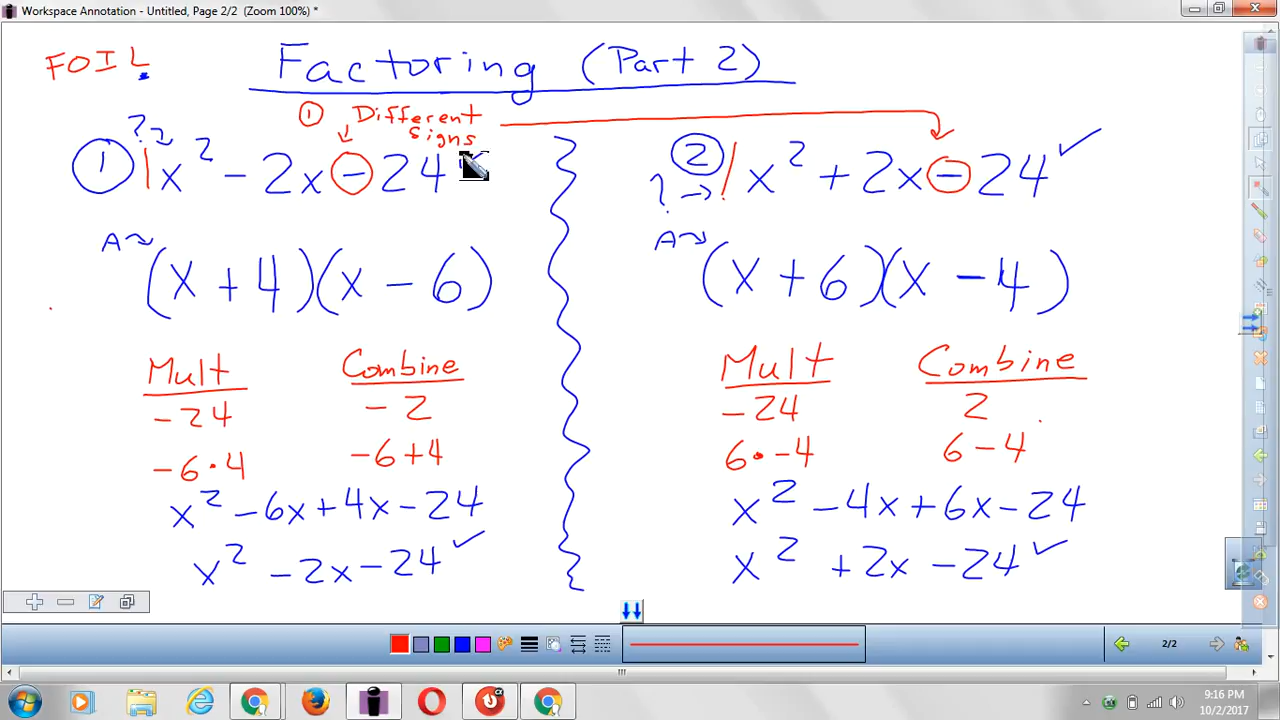 Workspace Annotation - Untitled, Page 2/2 (Zoom 100%) *
FOIL
Factoring (Part 2)
① Different
signs
① ? 1x² - 2x - 24
A (x + 4)(x - 6)
Mult Combine
-24 -2
-6·4 -6+4
x² -6x+4x-24
x² -2x-24 ✓
② ? → 1x² + 2x - 24 ✓
A (x + 6)(x - 4)
Mult Combine
-24 2
6·-4 6-4
x² -4x+6x-24
x² +2x -24 ✓
2/2
9:16 PM
10/2/2017